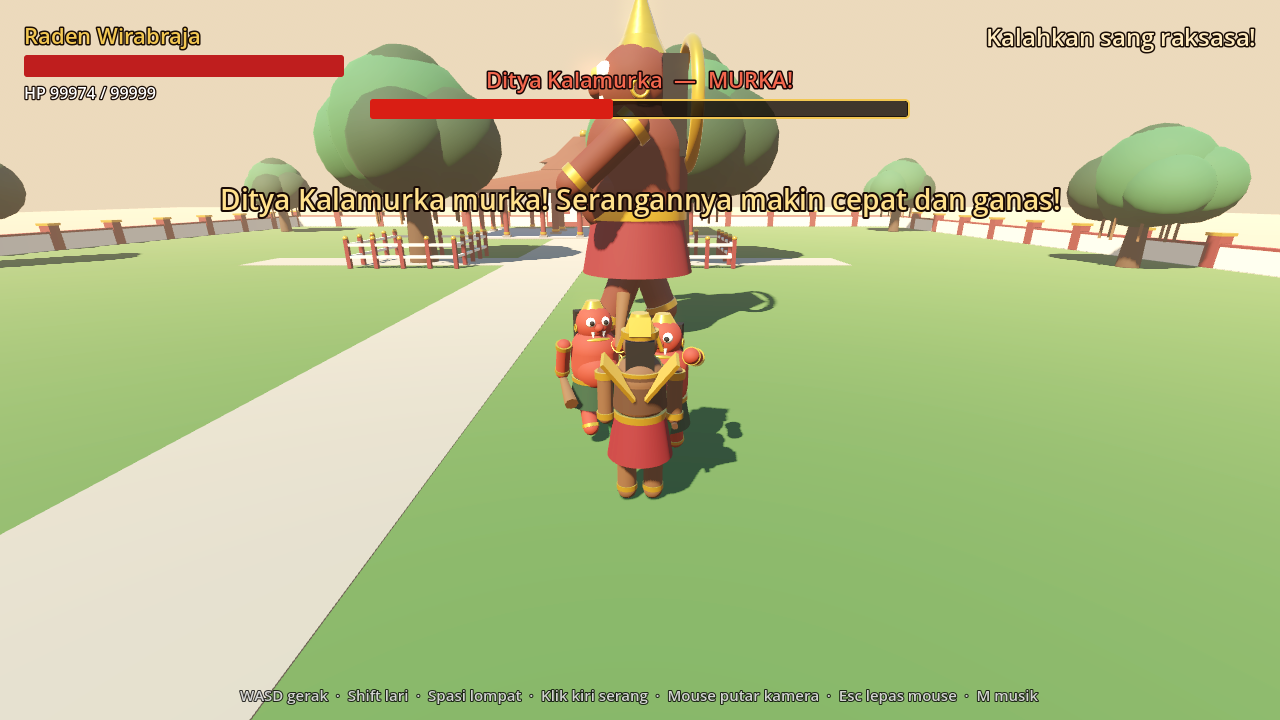 Raden Wirabraja
HP 99974 / 99999
Kalahkan sang raksasa!
Ditya Kalamurka — MURKA!
Ditya Kalamurka murka! Serangannya makin cepat dan ganas!
WASD gerak · Shift lari · Spasi lompat · Klik kiri serang · Mouse putar kamera · Esc lepas mouse · M musik